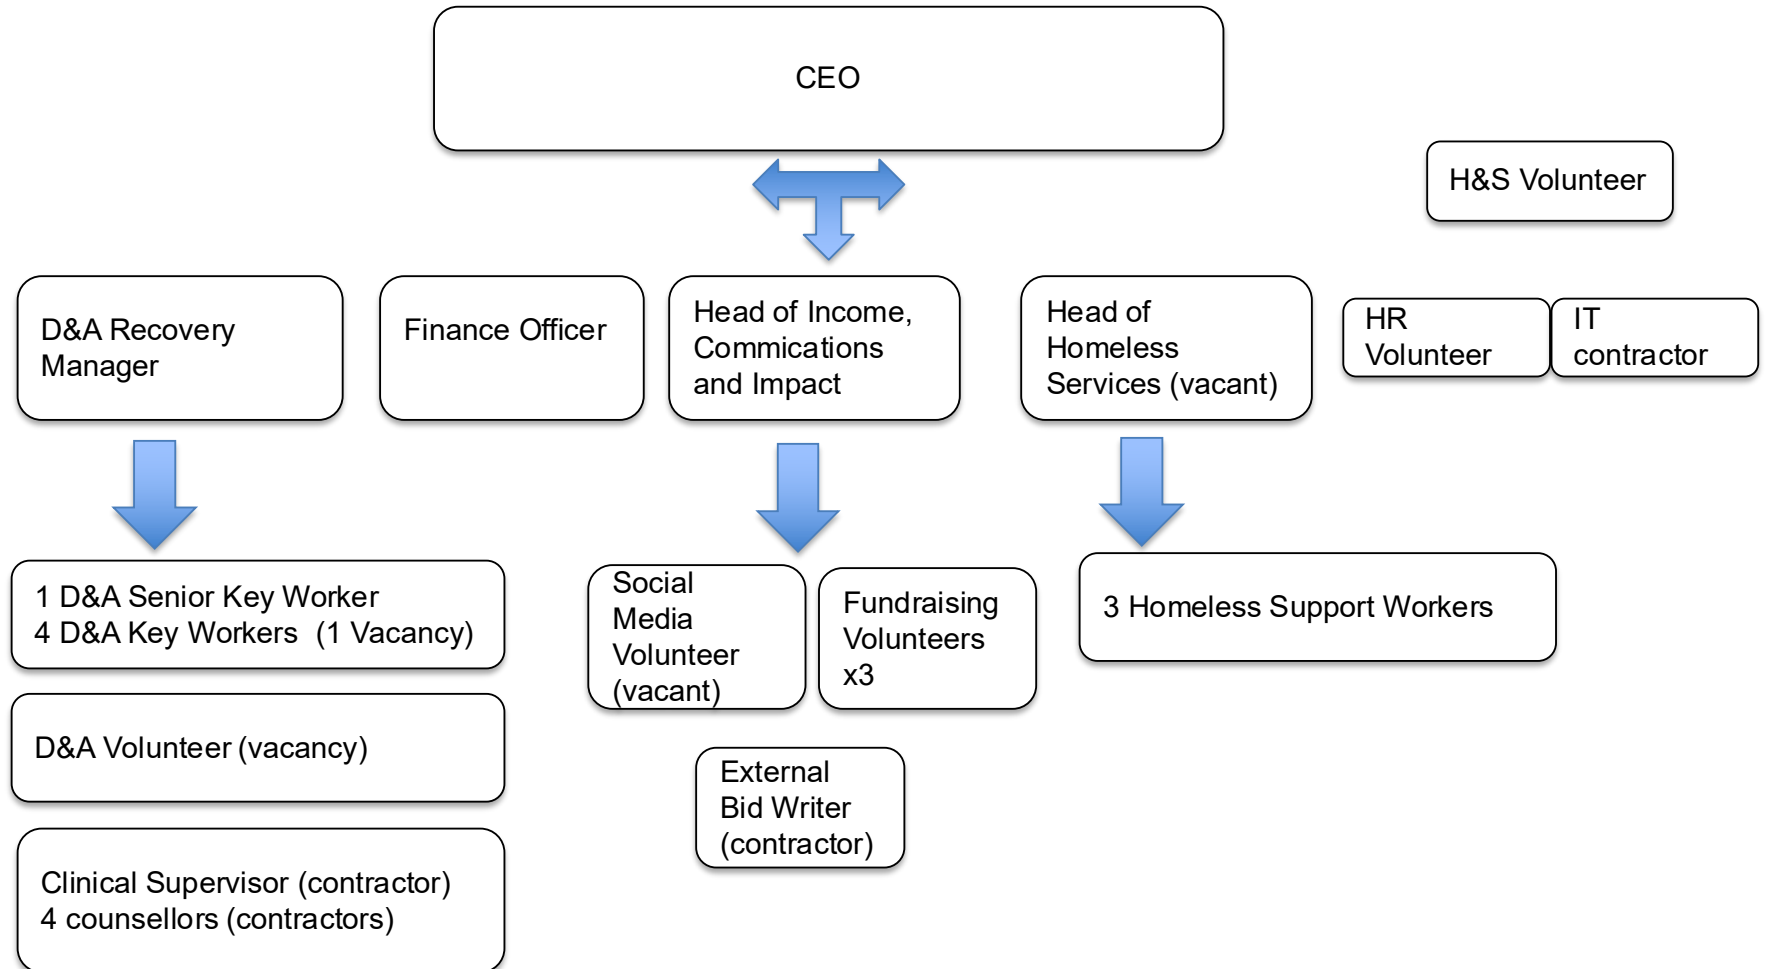 CEO
H&S Volunteer
D&A Recovery
Manager
Finance Officer
Head of Income,
Commications
and Impact
Head of
Homeless
Services (vacant)
HR
Volunteer
IT
contractor
1 D&A Senior Key Worker
4 D&A Key Workers  (1 Vacancy)
D&A Volunteer (vacancy)
Clinical Supervisor (contractor)
4 counsellors (contractors)
Social
Media
Volunteer
(vacant)
Fundraising
Volunteers
x3
External
Bid Writer
(contractor)
3 Homeless Support Workers